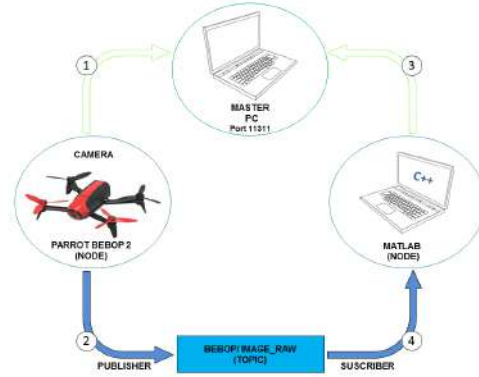 1
3
MASTER
PC
Port 11311
CAMERA
C++
PARROT BEBOP 2
(NODE)
MATLAB
(NODE)
2
4
BEBOP/IMAGE_RAW
(TOPIC)
PUBLISHER
SUSCRIBER